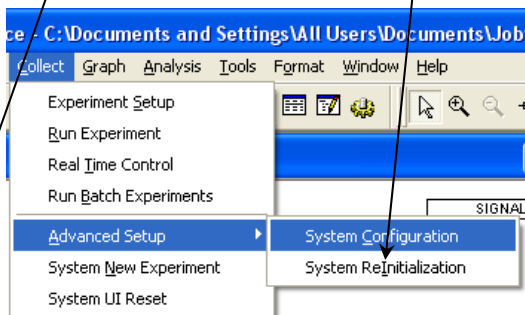 ce - C:\Documents and Settings\All Users\Documents\Job
Collect Graph Analysis Tools Format Window Help
Experiment Setup
Run Experiment
Real Time Control
Run Batch Experiments
SIGNAL
Advanced Setup System Configuration
System New Experiment System ReInitialization
System UI Reset